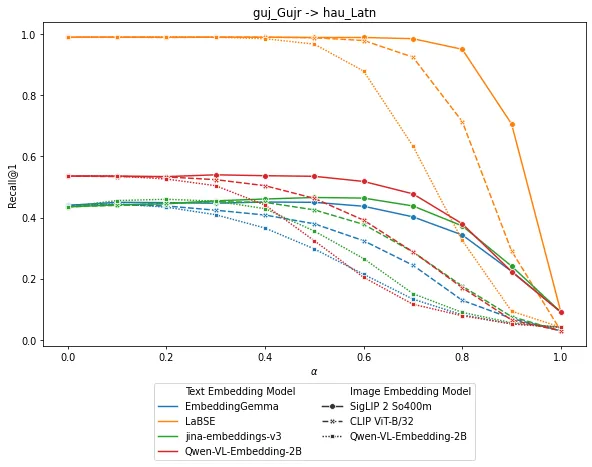 guj_Gujr -> hau_Latn
1.0
0.8
0.6
0.4
0.2
0.0
Recall@1
0.0 0.2 0.4 0.6 0.8 1.0
α
Text Embedding Model Image Embedding Model
EmbeddingGemma SigLIP 2 So400m
LaBSE CLIP ViT-B/32
jina-embeddings-v3 Qwen-VL-Embedding-2B
Qwen-VL-Embedding-2B